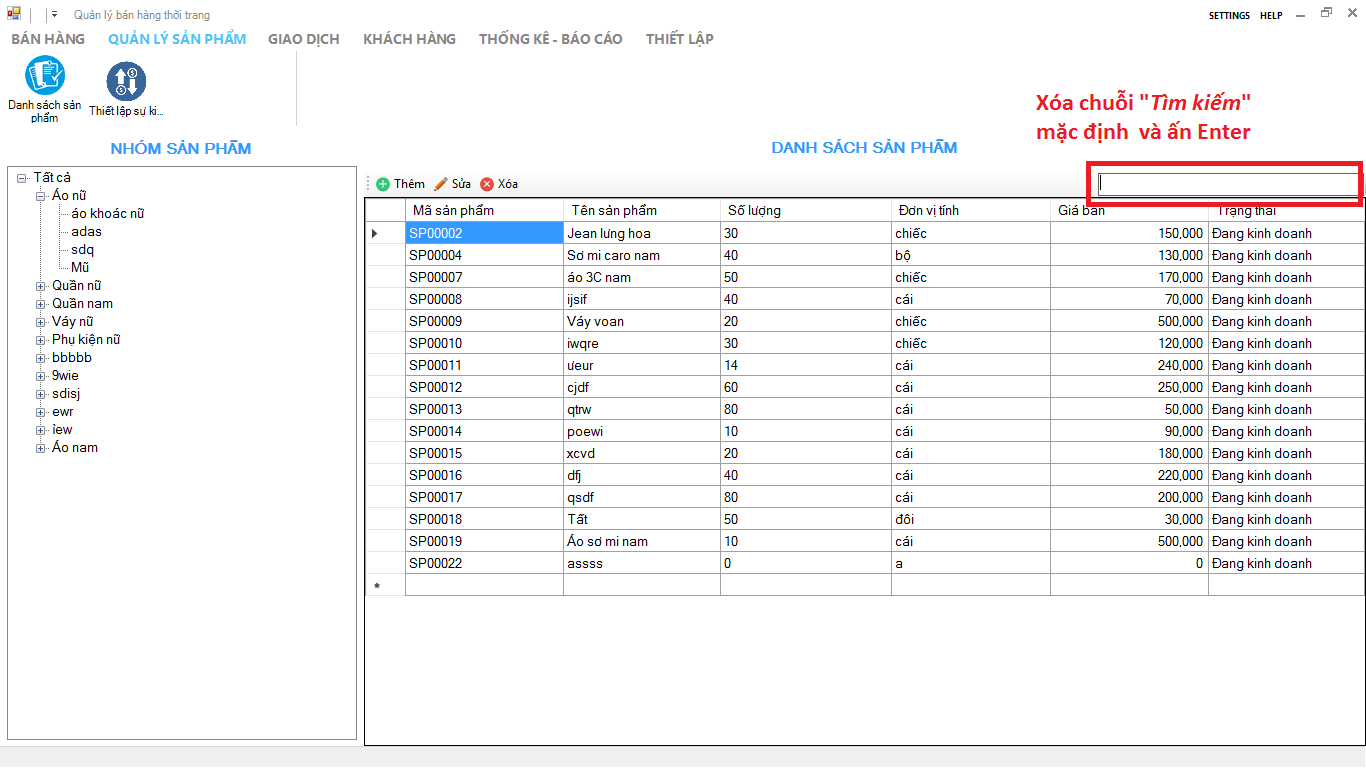 Quản lý bán hàng thời trang
SETTINGS HELP
BÁN HÀNG QUẢN LÝ SẢN PHẨM GIAO DỊCH KHÁCH HÀNG THỐNG KÊ - BÁO CÁO THIẾT LẬP
Danh sách sản
phẩm
Thiết lập sự ki...
Xóa chuỗi "Tìm kiếm"
mặc định và ấn Enter
NHÓM SẢN PHẨM
Tất cả
Áo nữ
áo khoác nữ
adas
sdq
Mũ
Quần nữ
Quần nam
Váy nữ
Phụ kiện nữ
bbbbb
9wie
sdisj
ewr
iew
Áo nam
DANH SÁCH SẢN PHẨM
Thêm Sửa Xóa
Mã sản phẩm Tên sản phẩm Số lượng Đơn vị tính Giá bán Trạng thái
SP00002 Jean lưng hoa 30 chiếc 150,000 Đang kinh doanh
SP00004 Sơ mi caro nam 40 bộ 130,000 Đang kinh doanh
SP00007 áo 3C nam 50 chiếc 170,000 Đang kinh doanh
SP00008 ijsif 40 cái 70,000 Đang kinh doanh
SP00009 Váy voan 20 chiếc 500,000 Đang kinh doanh
SP00010 iwqre 30 chiếc 120,000 Đang kinh doanh
SP00011 ưeur 14 cái 240,000 Đang kinh doanh
SP00012 cjdf 60 cái 250,000 Đang kinh doanh
SP00013 qtrw 80 cái 50,000 Đang kinh doanh
SP00014 poewi 10 cái 90,000 Đang kinh doanh
SP00015 xcvd 20 cái 180,000 Đang kinh doanh
SP00016 dfj 40 cái 220,000 Đang kinh doanh
SP00017 qsdf 80 cái 200,000 Đang kinh doanh
SP00018 Tất 50 đôi 30,000 Đang kinh doanh
SP00019 Áo sơ mi nam 10 cái 500,000 Đang kinh doanh
SP00022 assss 0 a 0 Đang kinh doanh